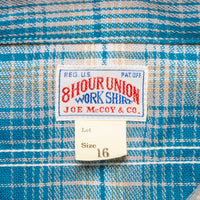 REG. U.S. PAT. OFF.
8 HOUR UNION
WORK SHIRT
JOE McCOY & CO.
Lot
Size 16